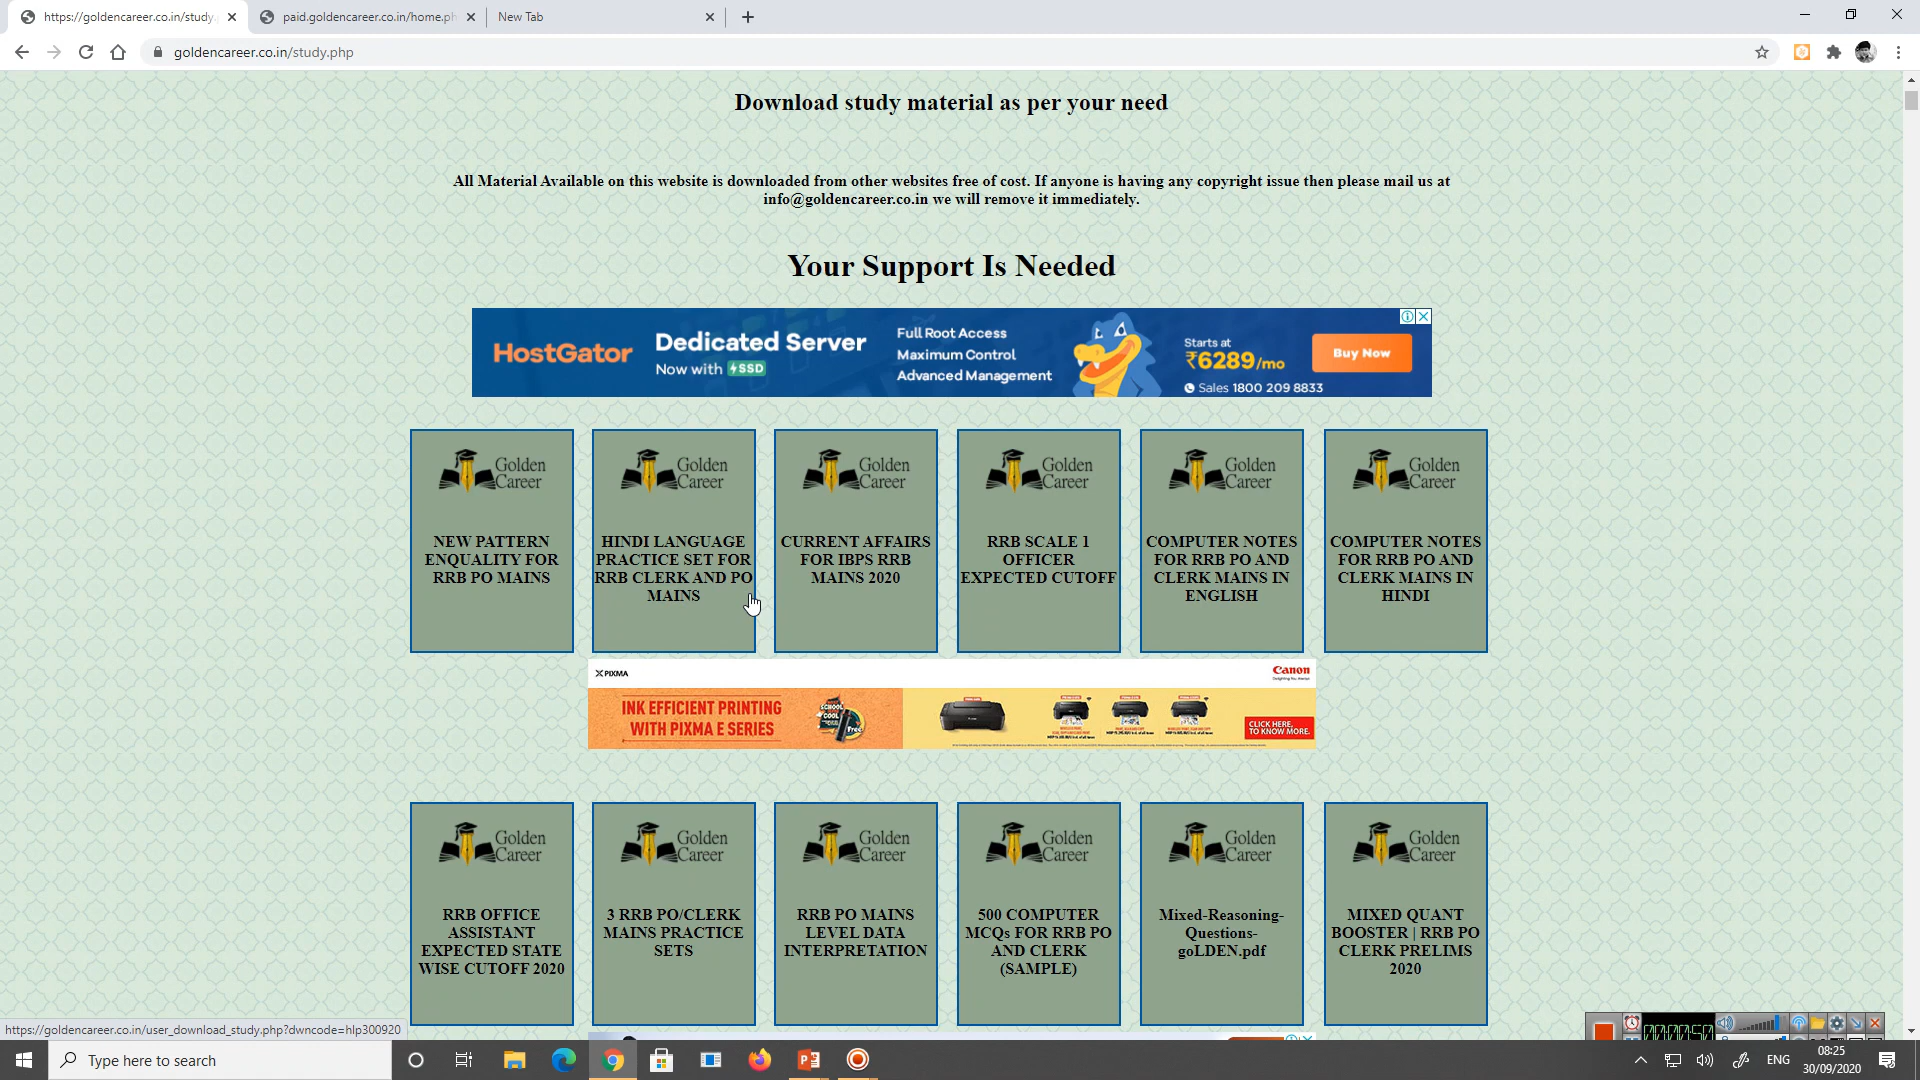 https://goldencareer.co.in/study.
paid.goldencareer.co.in/home.ph
New Tab
goldencareer.co.in/study.php
Download study material as per your need
All Material Available on this website is downloaded from other websites free of cost. If anyone is having any copyright issue then please mail us at
info@goldencareer.co.in we will remove it immediately.
Your Support Is Needed
HostGator
Dedicated Server
Now with SSD
Full Root Access
Maximum Control
Advanced Management
Starts at
₹6289/mo
Sales 1800 209 8833
Buy Now
Golden
Career
NEW PATTERN
ENQUALITY FOR
RRB PO MAINS
Golden
Career
HINDI LANGUAGE
PRACTICE SET FOR
RRB CLERK AND PO
MAINS
Golden
Career
CURRENT AFFAIRS
FOR IBPS RRB
MAINS 2020
Golden
Career
RRB SCALE 1
OFFICER
EXPECTED CUTOFF
Golden
Career
COMPUTER NOTES
FOR RRB PO AND
CLERK MAINS IN
ENGLISH
Golden
Career
COMPUTER NOTES
FOR RRB PO AND
CLERK MAINS IN
HINDI
PIXMA
Canon
INK EFFICIENT PRINTING
WITH PIXMA E SERIES
CLICK HERE,
TO KNOW MORE.
Golden
Career
RRB OFFICE
ASSISTANT
EXPECTED STATE
WISE CUTOFF 2020
Golden
Career
3 RRB PO/CLERK
MAINS PRACTICE
SETS
Golden
Career
RRB PO MAINS
LEVEL DATA
INTERPRETATION
Golden
Career
500 COMPUTER
MCQs FOR RRB PO
AND CLERK
(SAMPLE)
Golden
Career
Mixed-Reasoning-
Questions-
goLDEN.pdf
Golden
Career
MIXED QUANT
BOOSTER | RRB PO
CLERK PRELIMS
2020
https://goldencareer.co.in/user_download_study.php?dwncode=hlp300920
Type here to search
ENG
08:25
30/09/2020